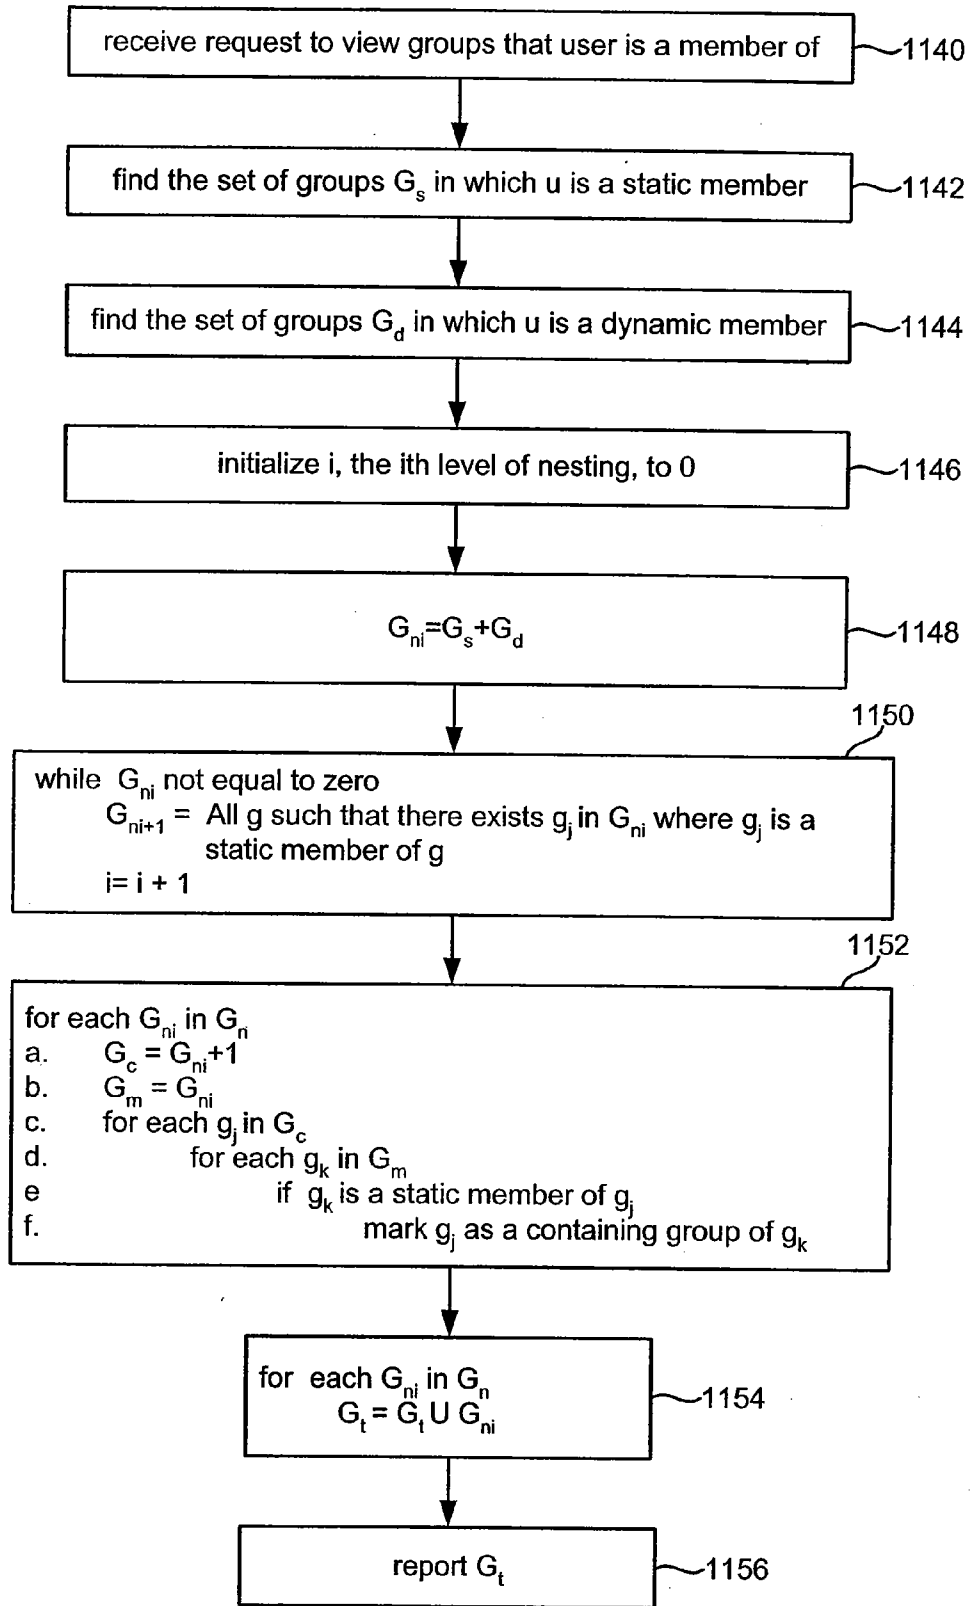 receive request to view groups that user is a member of
1140
find the set of groups Gs in which u is a static member
1142
find the set of groups Gd in which u is a dynamic member
1144
initialize i, the ith level of nesting, to 0
1146
Gni=Gs+Gd
1148
1150
while Gni not equal to zero
Gni+1 = All g such that there exists gj in Gni where gj is a
static member of g
i= i + 1
1152
for each Gni in Gn
a. Gc = Gni+1
b. Gm = Gni
c. for each gj in Gc
d. for each gk in Gm
e if gk is a static member of gj
f. mark gj as a containing group of gk
for each Gni in Gn
Gt = Gt U Gni
1154
report Gt
1156